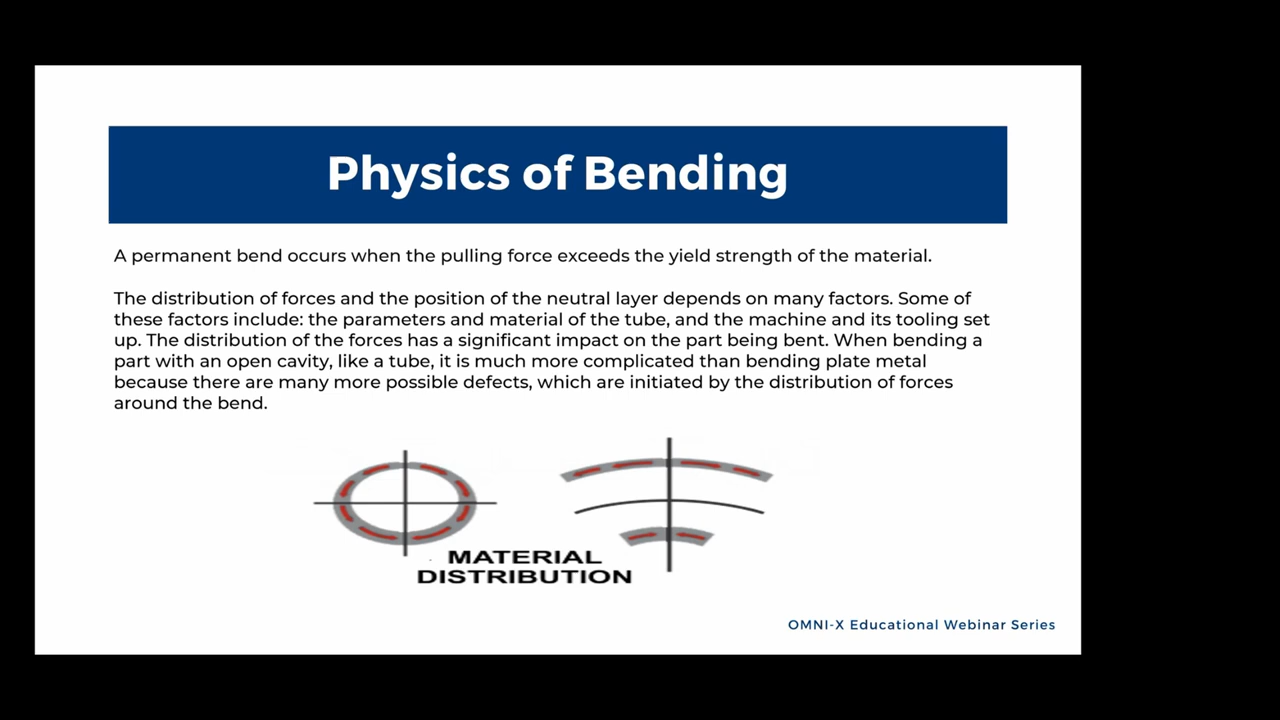 Physics of Bending
A permanent bend occurs when the pulling force exceeds the yield strength of the material.
The distribution of forces and the position of the neutral layer depends on many factors. Some of
these factors include: the parameters and material of the tube, and the machine and its tooling set
up. The distribution of the forces has a significant impact on the part being bent. When bending a
part with an open cavity, like a tube, it is much more complicated than bending plate metal
because there are many more possible defects, which are initiated by the distribution of forces
around the bend.
MATERIAL
DISTRIBUTION
OMNI-X Educational Webinar Series